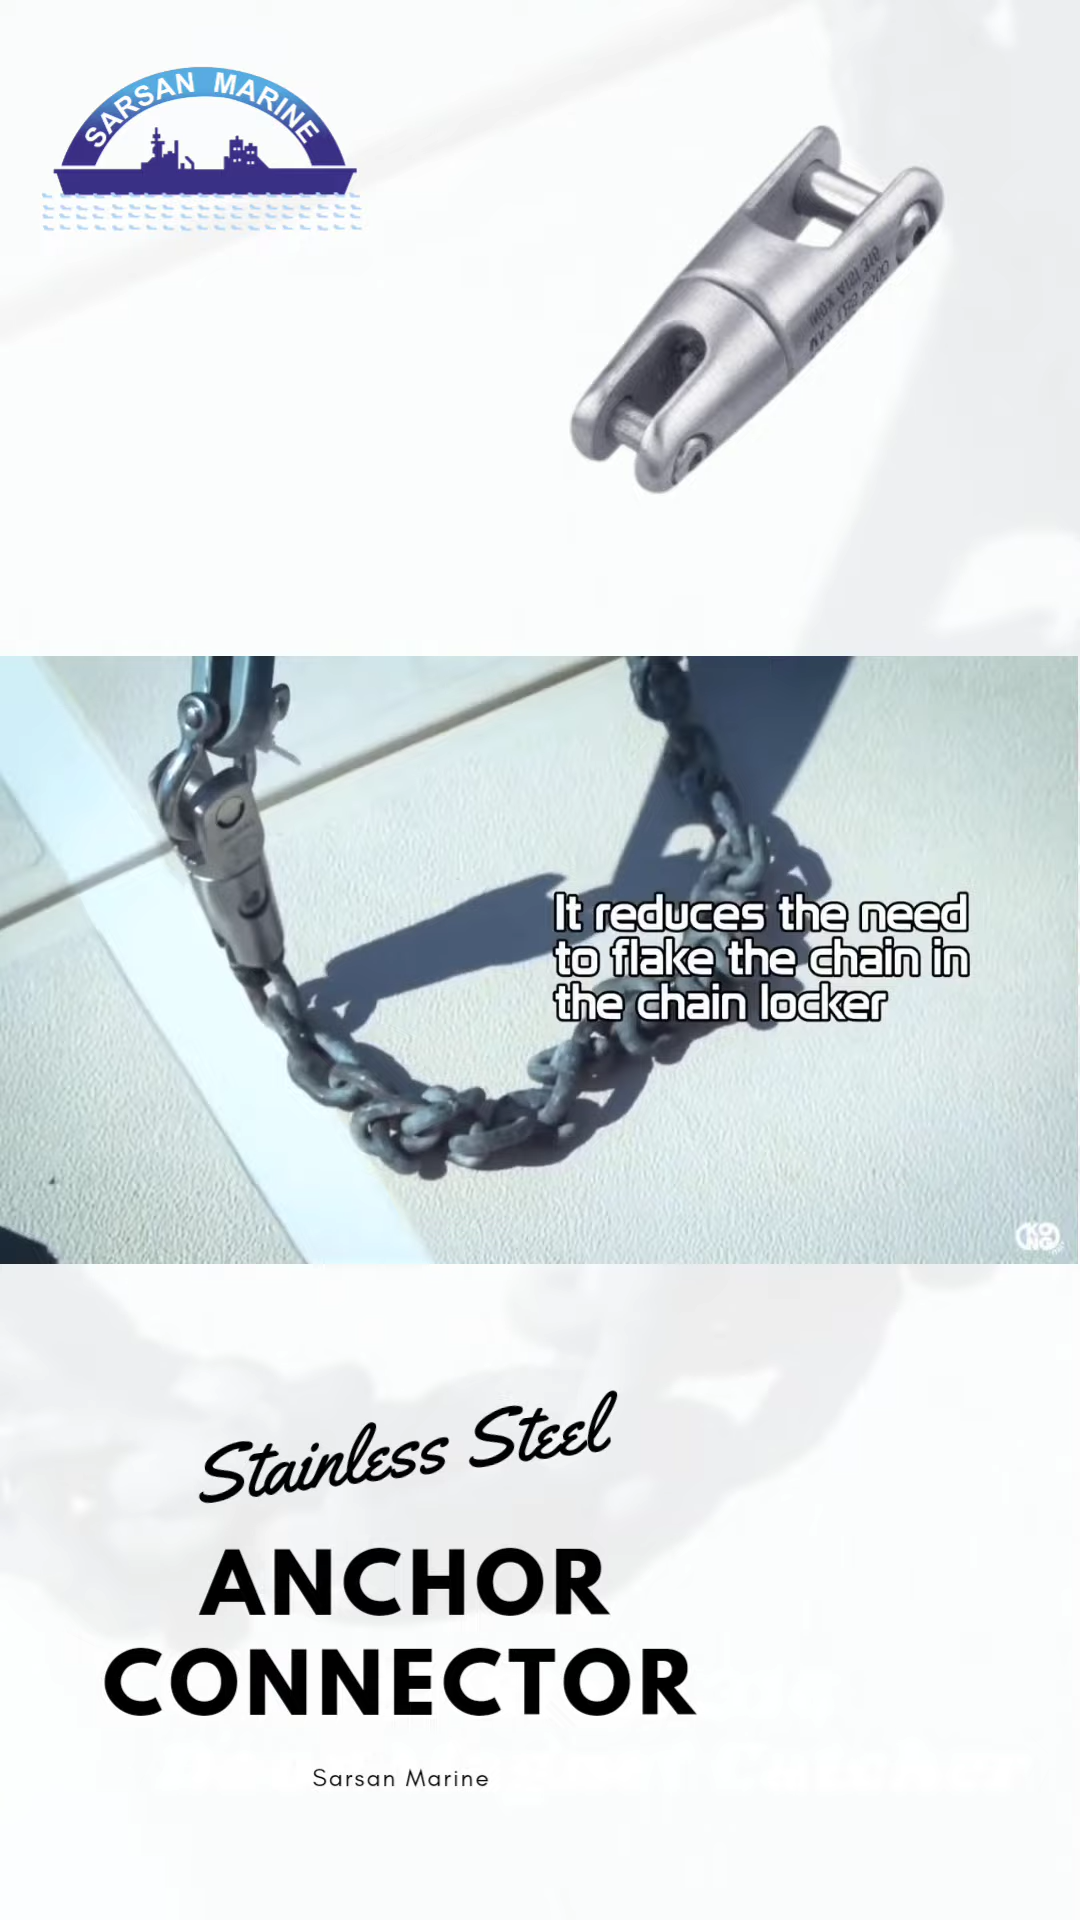 SARSAN MARINE
It reduces the need
to flake the chain in
the chain locker
KONG
Stainless Steel
ANCHOR
CONNECTOR
Sarsan Marine